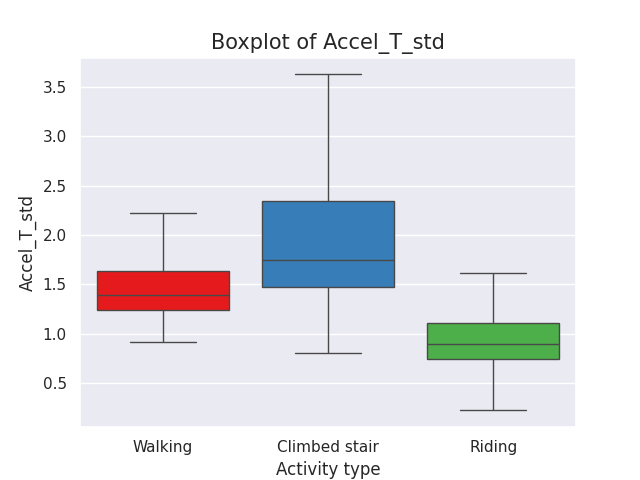 Boxplot of Accel_T_std
Accel_T_std
3.5
3.0
2.5
2.0
1.5
1.0
0.5
Walking
Climbed stair
Riding
Activity type